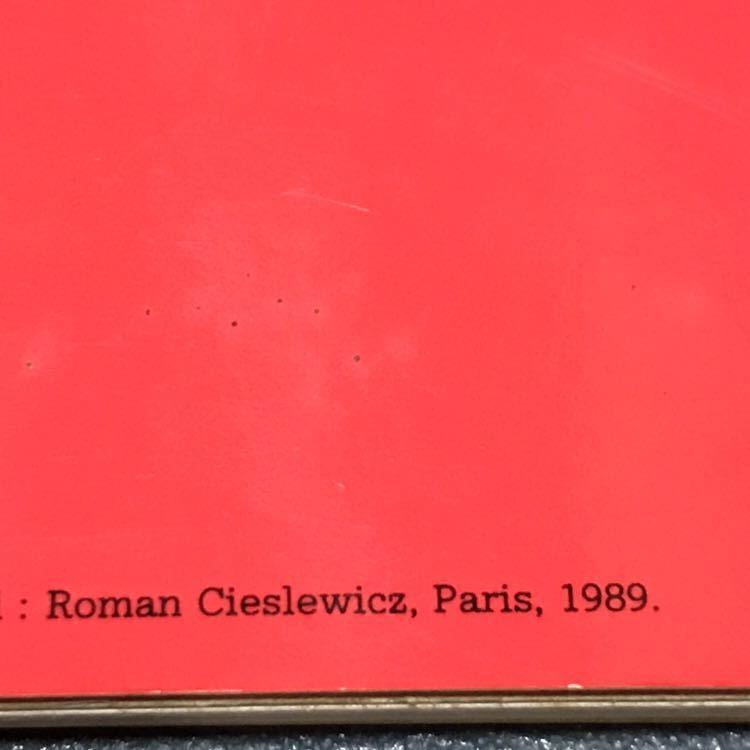 : Roman Cieslewicz, Paris, 1989.